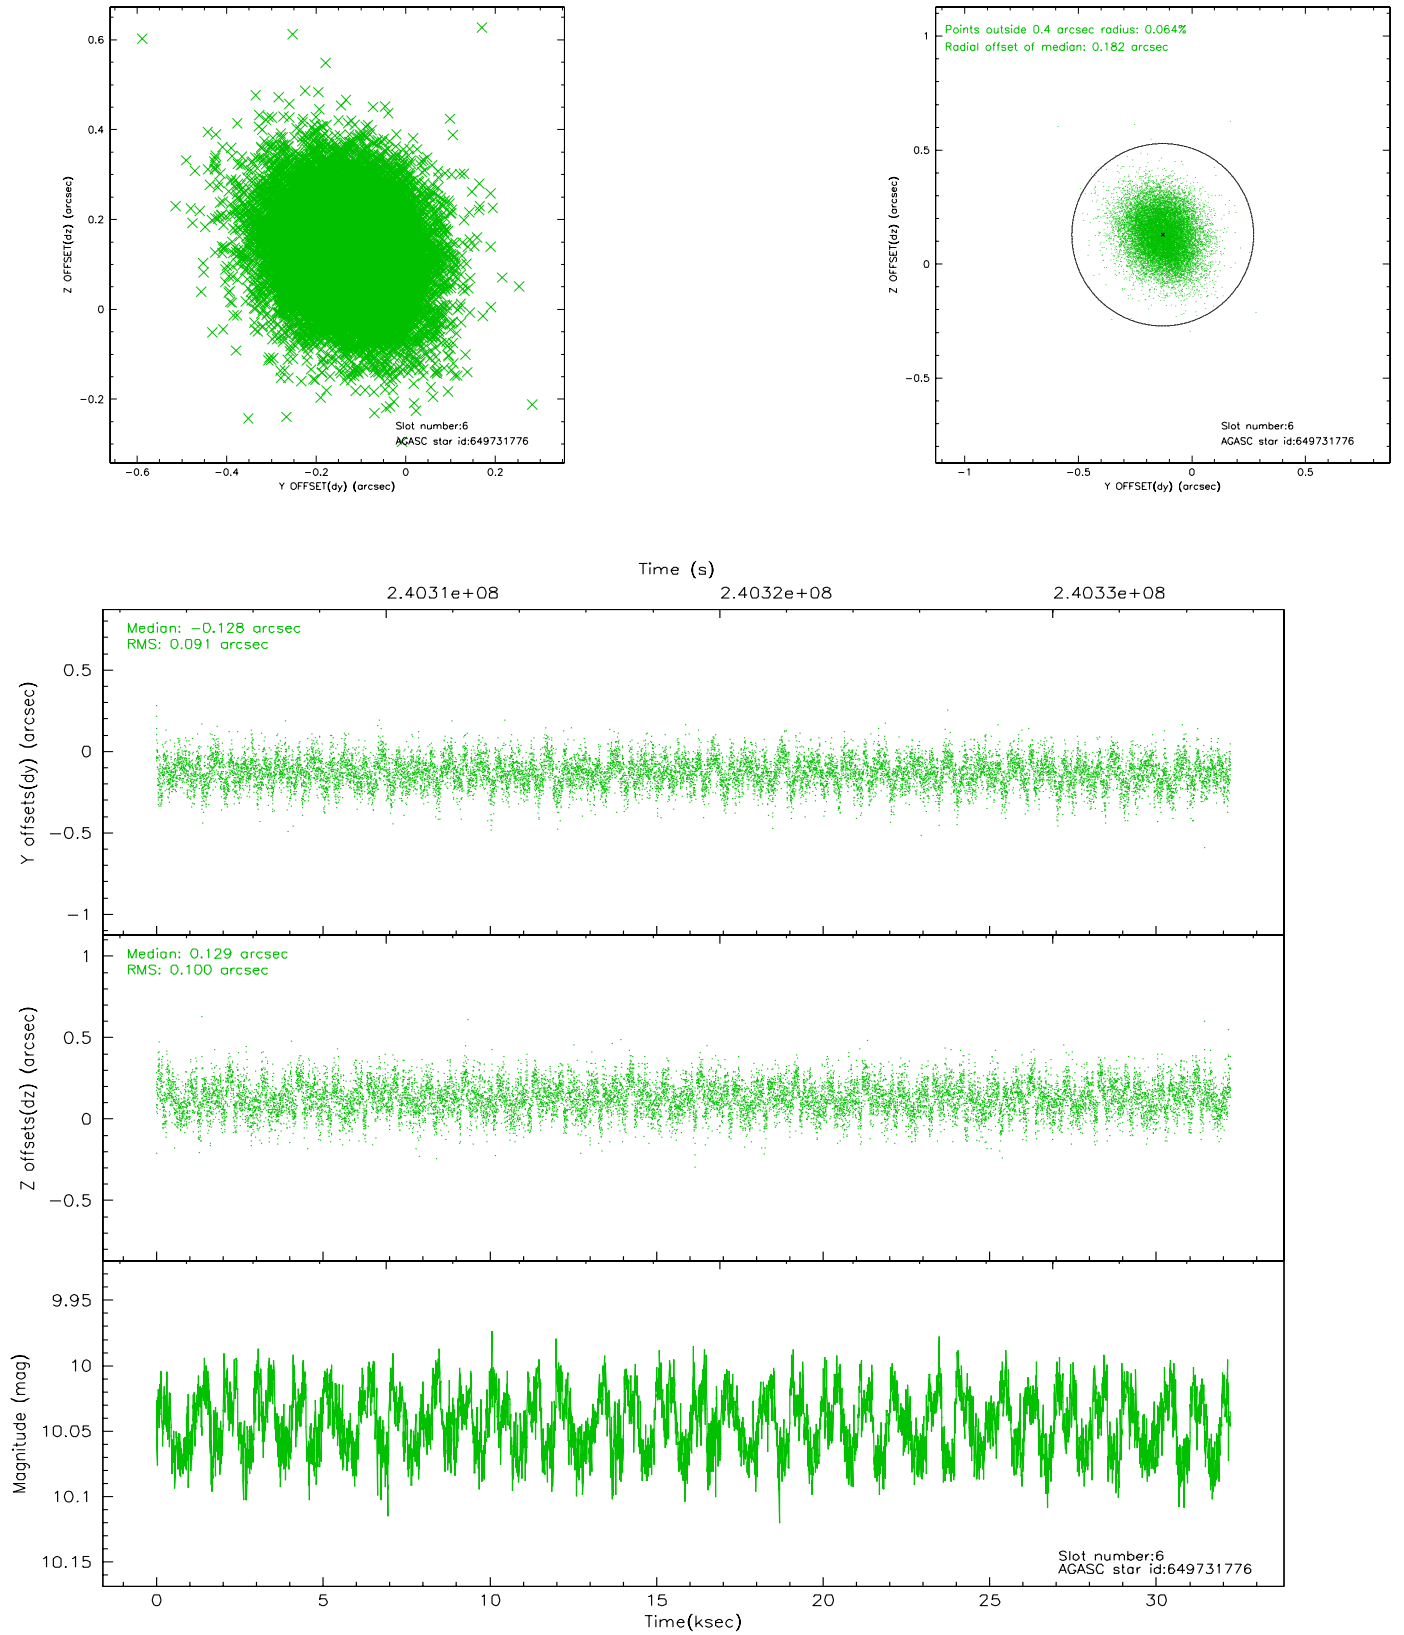 0.6
0.4
0.2
0
−0.2
Z OFFSET(dz) (arcsec)
−0.6
−0.4
−0.2
0
0.2
Y OFFSET(dy) (arcsec)
Slot number:6
AGASC star id:649731776
Points outside 0.4 arcsec radius: 0.064%
Radial offset of median: 0.182 arcsec
1
0.5
0
−0.5
Z OFFSET(dz) (arcsec)
−1
−0.5
0
0.5
Y OFFSET(dy) (arcsec)
Slot number:6
AGASC star id:649731776
Time (s)
2.4031e+08
2.4032e+08
2.4033e+08
Median: −0.128 arcsec
RMS: 0.091 arcsec
0.5
0
−0.5
−1
Y offsets(dy) (arcsec)
Median: 0.129 arcsec
RMS: 0.100 arcsec
1
0.5
0
−0.5
Z offsets(dz) (arcsec)
9.95
10
10.05
10.1
10.15
Magnitude (mag)
Slot number:6
AGASC star id:649731776
0
5
10
15
20
25
30
Time(ksec)